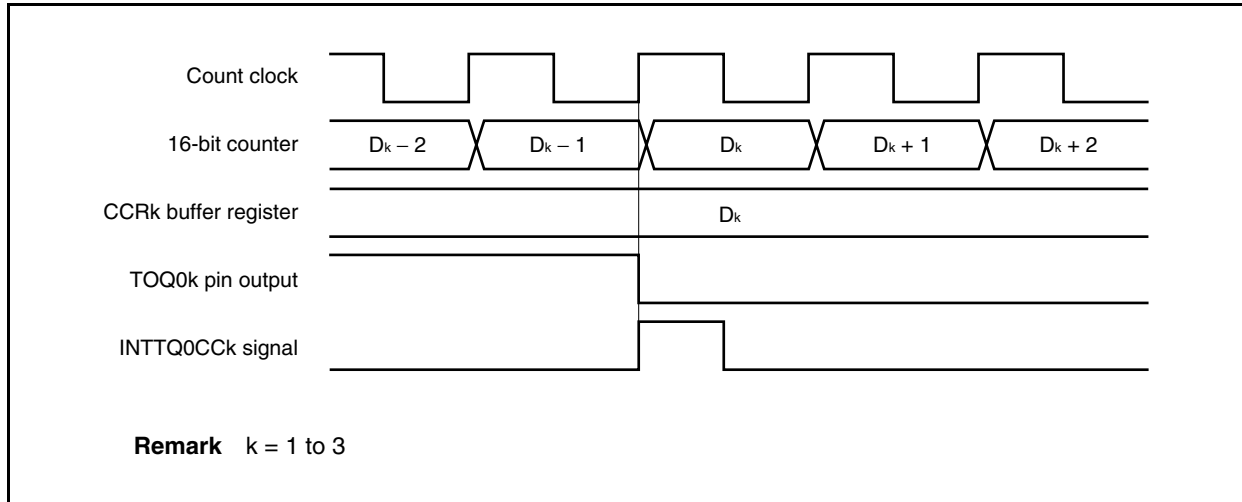 Count clock
16-bit counter Dk − 2 Dk − 1 Dk Dk + 1 Dk + 2
CCRk buffer register Dk
TOQ0k pin output
INTTQ0CCk signal
Remark k = 1 to 3